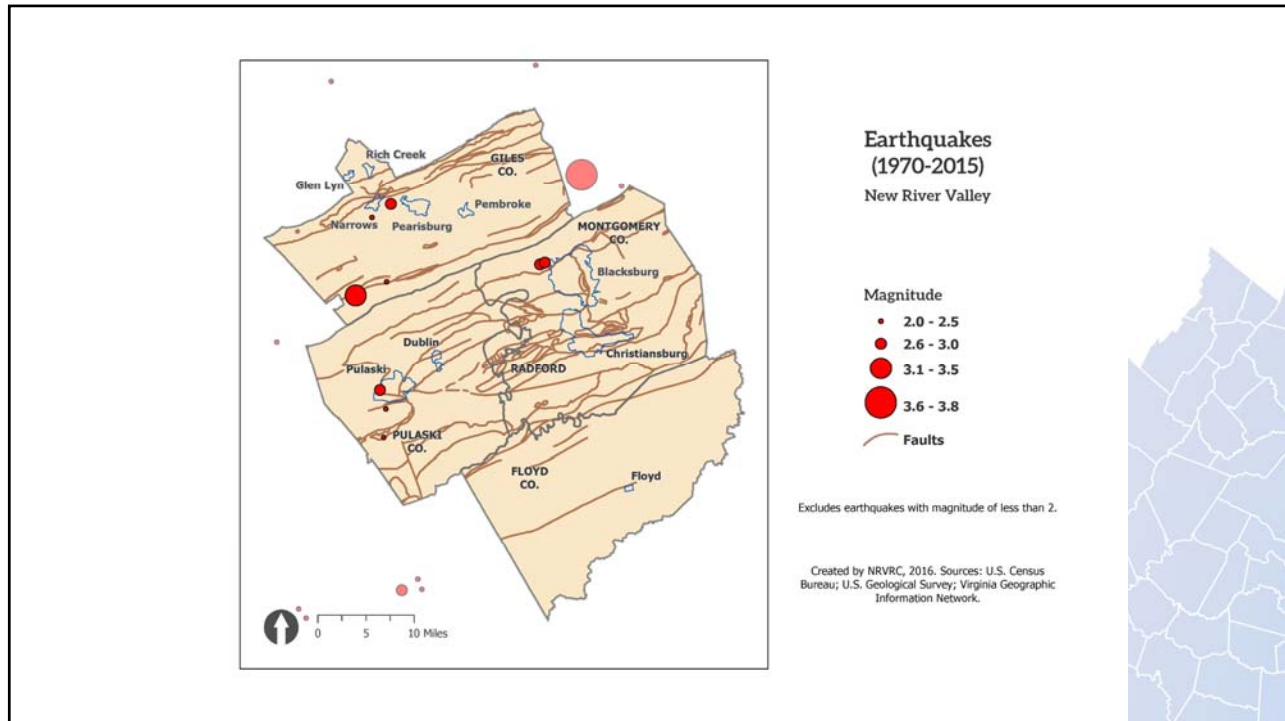 Earthquakes
(1970-2015)
New River Valley
Rich Creek
GILES
CO.
Glen Lyn
Pembroke
Narrows
Pearisburg
MONTGOMERY
CO.
Blacksburg
Dublin
Christiansburg
Pulaski
RADFORD
PULASKI
CO.
FLOYD
CO.
Floyd
0 5 10 Miles
Magnitude
2.0 - 2.5
2.6 - 3.0
3.1 - 3.5
3.6 - 3.8
Faults
Excludes earthquakes with magnitude of less than 2.
Created by NRVRC, 2016. Sources: U.S. Census
Bureau; U.S. Geological Survey; Virginia Geographic
Information Network.